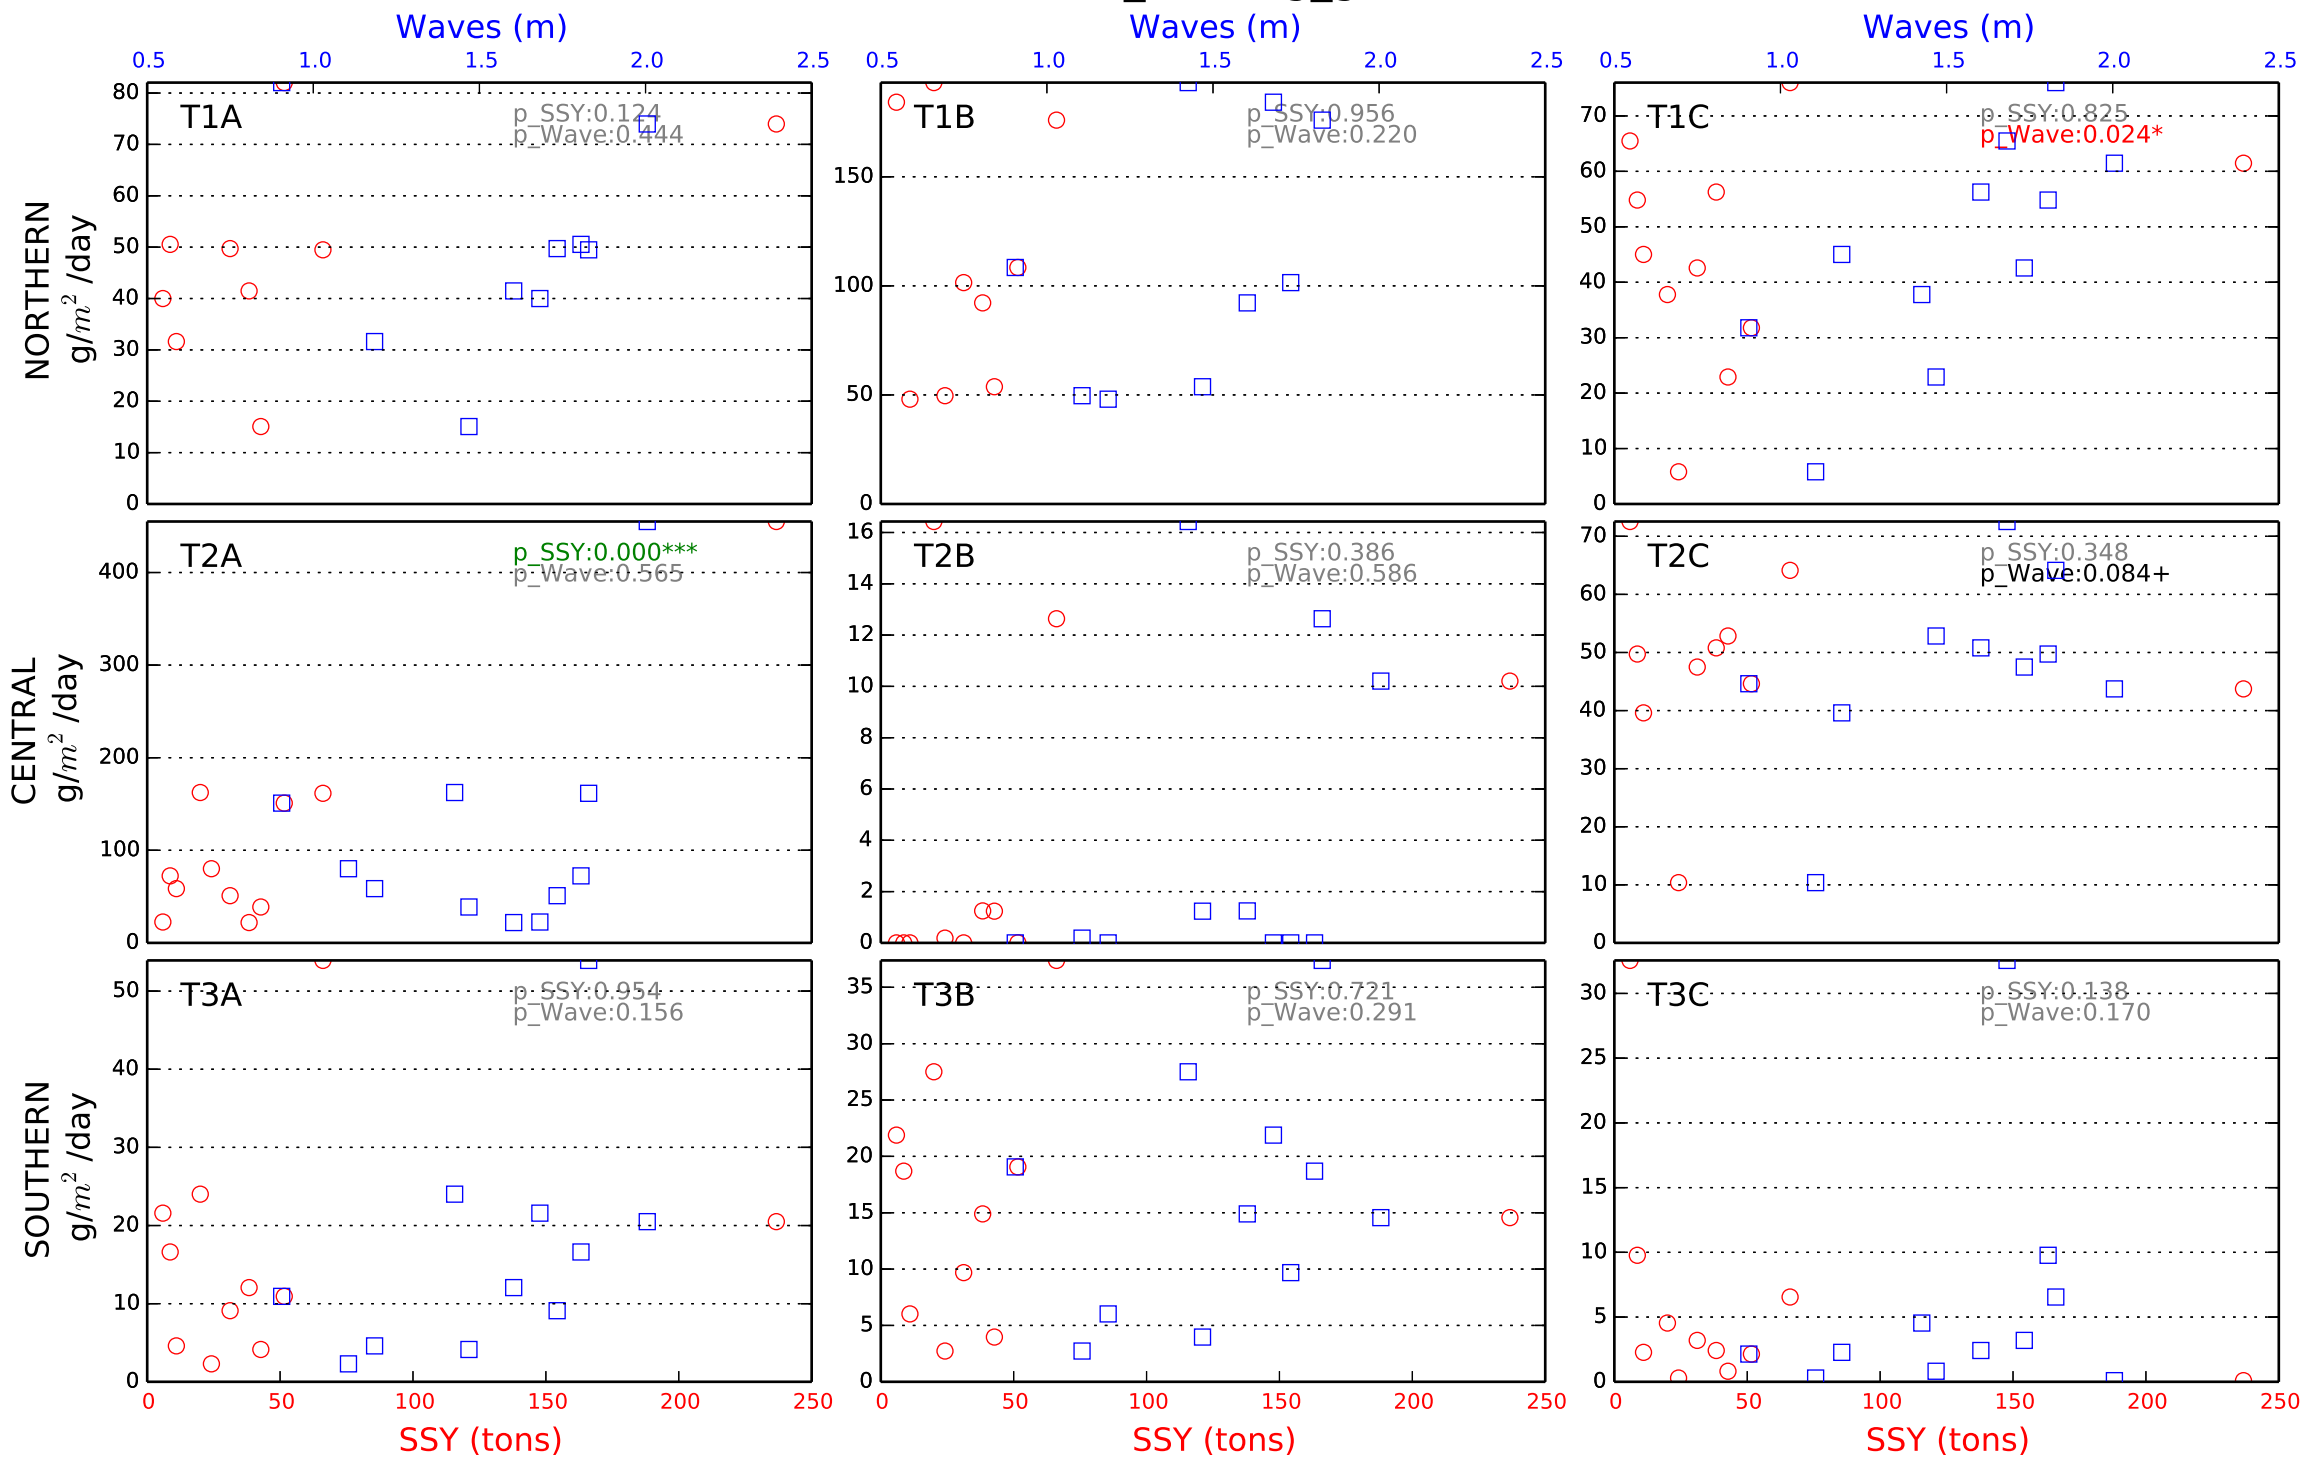 Waves (m) Waves (m) Waves (m)
0.5 1.0 1.5 2.0 2.5 0.5 1.0 1.5 2.0 2.5 0.5 1.0 1.5 2.0 2.5
NORTHERN
g/m² /day
80
70
60
50
40
30
20
10
0
T1A
p_SSY:0.124
p_Wave:0.444
150
100
50
0
T1B
p_SSY:0.956
p_Wave:0.220
70
60
50
40
30
20
10
0
T1C
p_SSY:0.825
p_Wave:0.024*
CENTRAL
g/m² /day
400
300
200
100
0
T2A
p_SSY:0.000***
p_Wave:0.565
16
14
12
10
8
6
4
2
0
T2B
p_SSY:0.386
p_Wave:0.586
70
60
50
40
30
20
10
0
T2C
p_SSY:0.348
p_Wave:0.084+
SOUTHERN
g/m² /day
50
40
30
20
10
0
T3A
p_SSY:0.954
p_Wave:0.156
35
30
25
20
15
10
5
0
T3B
p_SSY:0.721
p_Wave:0.291
30
25
20
15
10
5
0
T3C
p_SSY:0.138
p_Wave:0.170
0 50 100 150 200 250 0 50 100 150 200 250 0 50 100 150 200 250
SSY (tons) SSY (tons) SSY (tons)